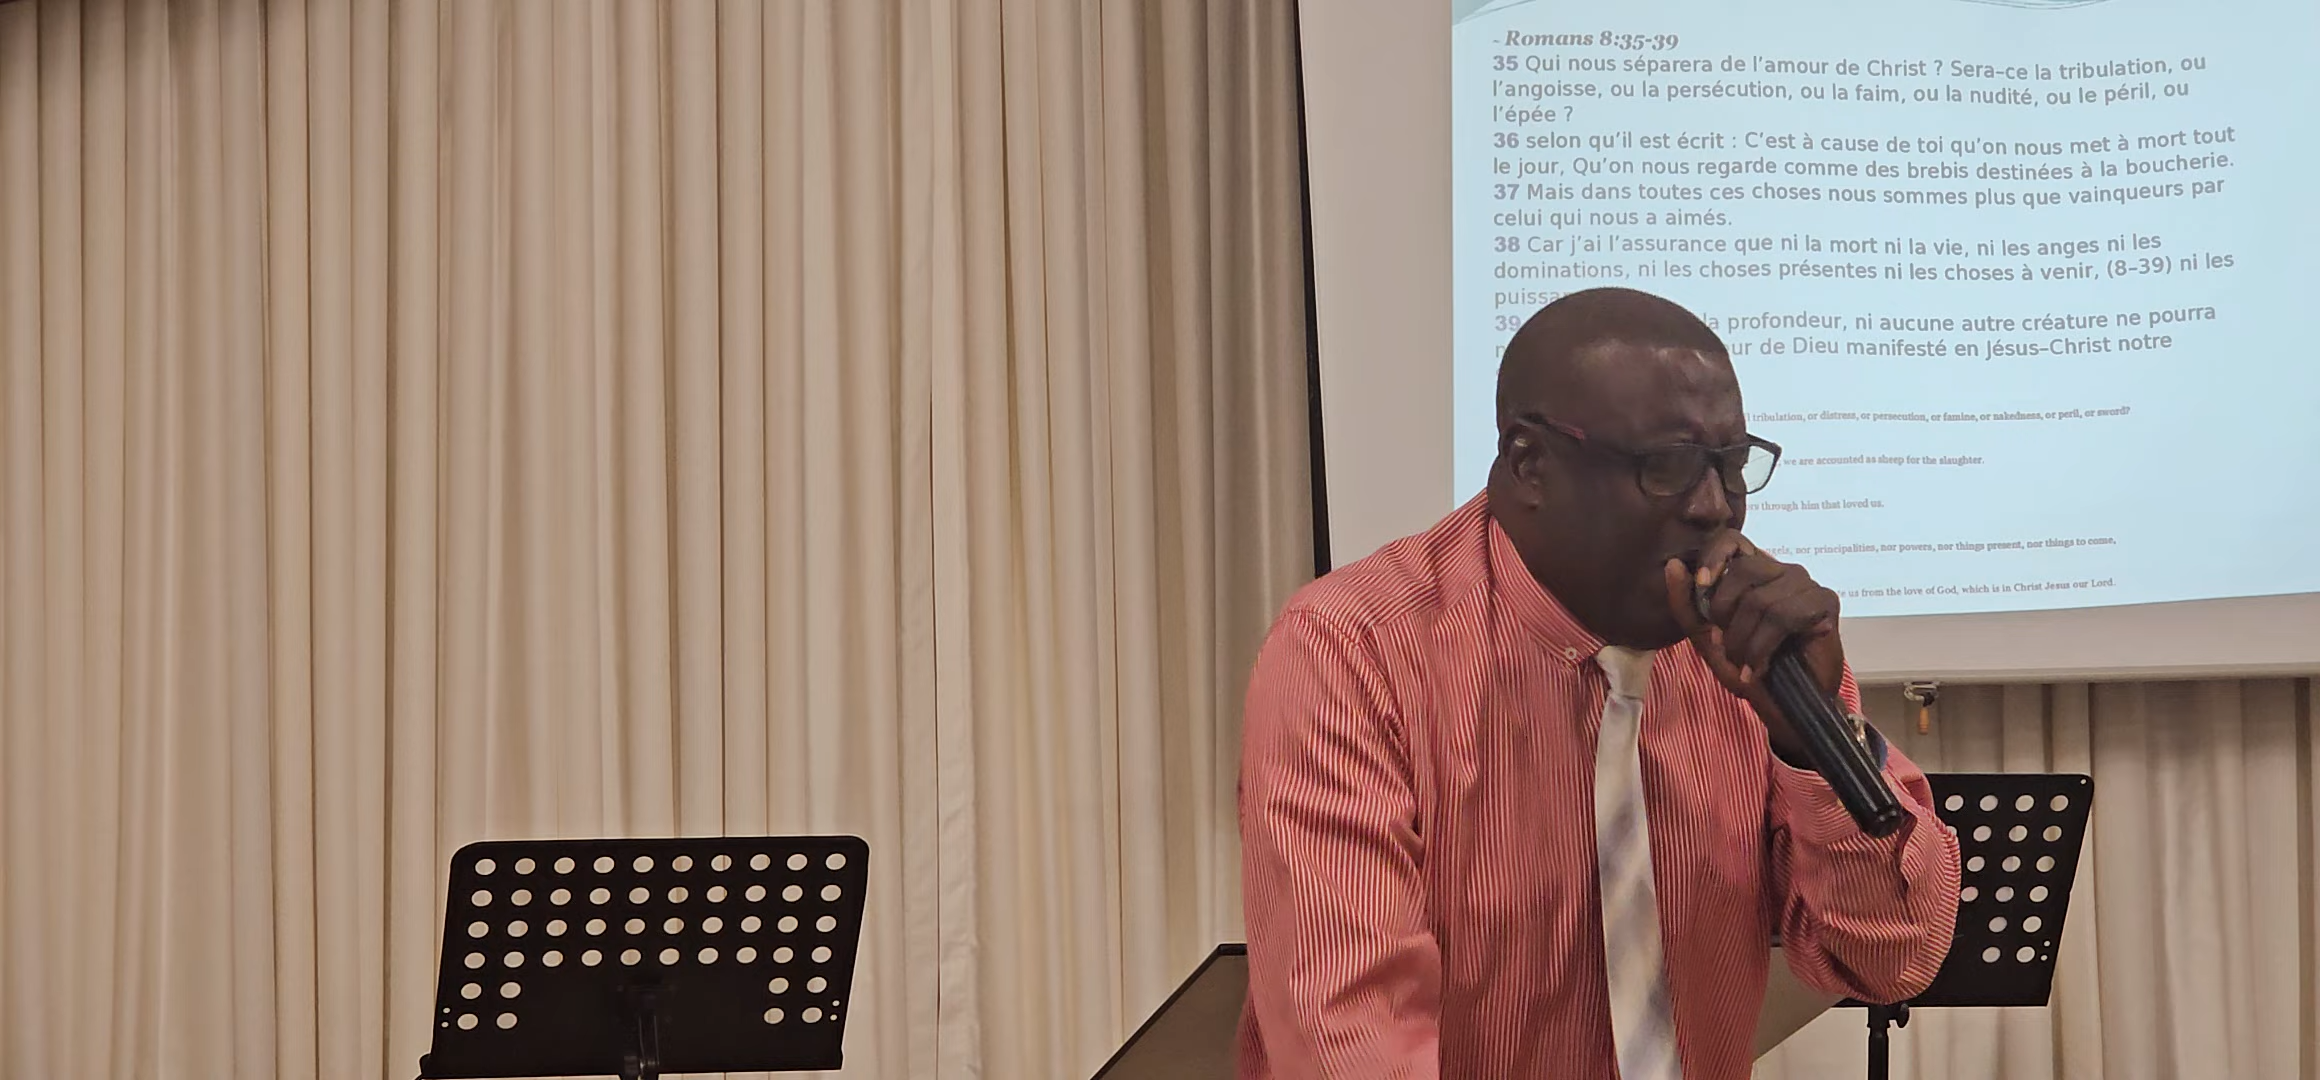 ~ Romans 8:35-39
35 Qui nous séparera de l'amour de Christ ? Sera-ce la tribulation, ou
l'angoisse, ou la persécution, ou la faim, ou la nudité, ou le péril, ou
l'épée ?
36 selon qu'il est écrit : C'est à cause de toi qu'on nous met à mort tout
le jour, Qu'on nous regarde comme des brebis destinées à la boucherie.
37 Mais dans toutes ces choses nous sommes plus que vainqueurs par
celui qui nous a aimés.
38 Car j'ai l'assurance que ni la mort ni la vie, ni les anges ni les
dominations, ni les choses présentes ni les choses à venir, (8-39) ni les
39 la profondeur, ni aucune autre créature ne pourra
de Dieu manifesté en Jésus-Christ notre
tribulation, or distress, or persecution, or famine, or nakedness, or peril, or sword?
we are accounted as sheep for the slaughter.
through him that loved us.
nor principalities, nor powers, nor things present, nor things to come,
us from the love of God, which is in Christ Jesus our Lord.